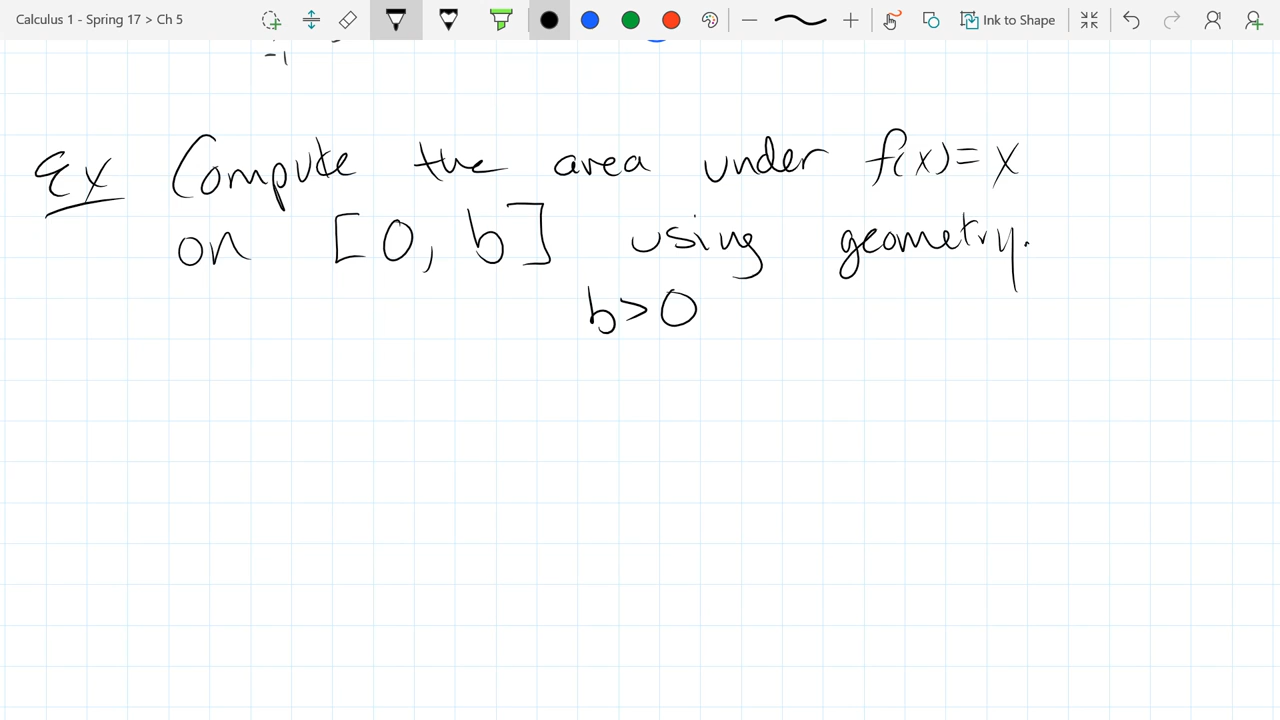 Calculus 1 - Spring 17 > Ch 5
Ink to Shape
-1
Ex Compute the area under f(x)=x
on [0, b] using geometry.
b>0